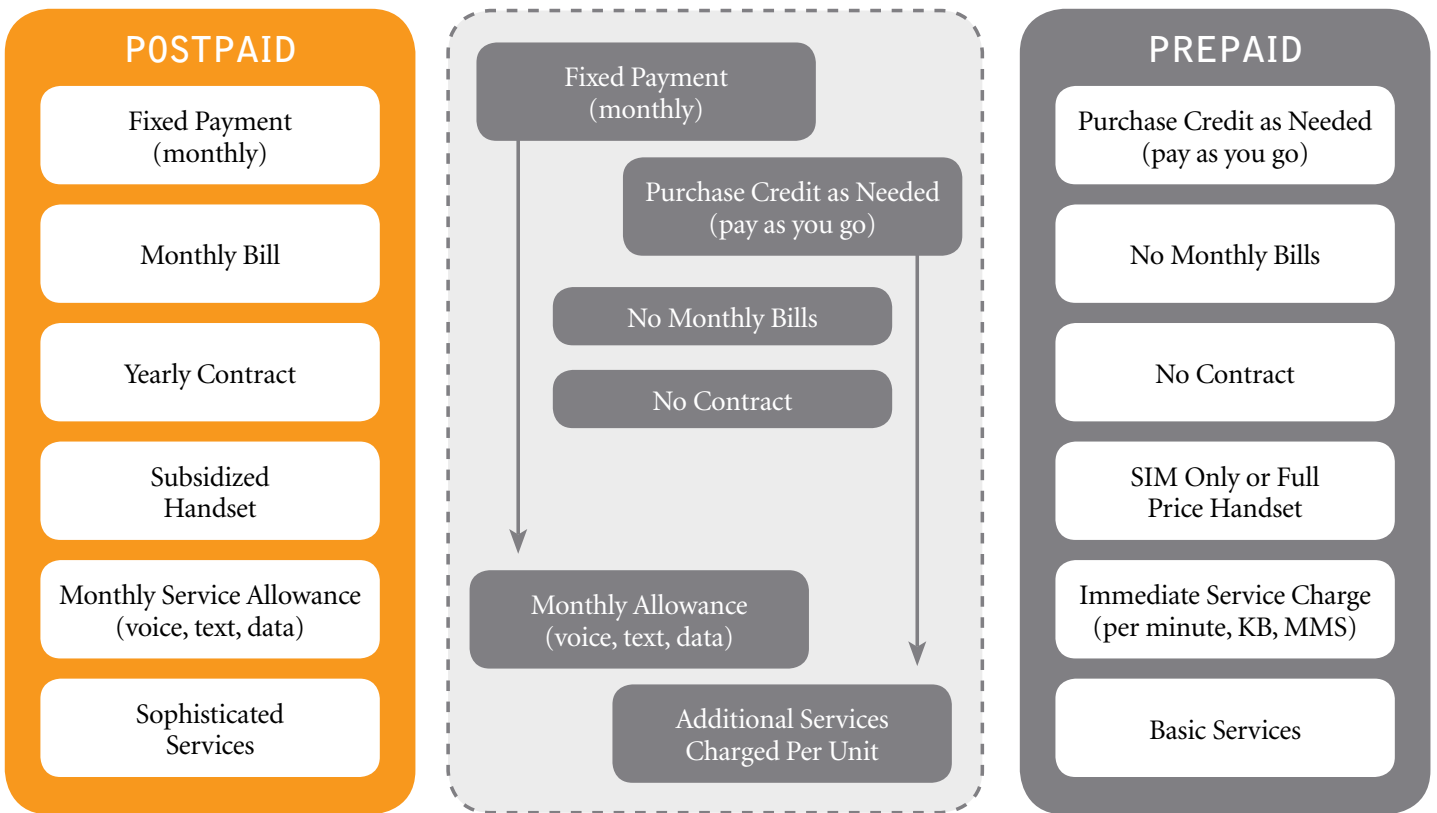 POSTPAID
Fixed Payment
(monthly)
Monthly Bill
Yearly Contract
Subsidized
Handset
Monthly Service Allowance
(voice, text, data)
Sophisticated
Services
Fixed Payment
(monthly)
Purchase Credit as Needed
(pay as you go)
No Monthly Bills
No Contract
Monthly Allowance
(voice, text, data)
Additional Services
Charged Per Unit
PREPAID
Purchase Credit as Needed
(pay as you go)
No Monthly Bills
No Contract
SIM Only or Full
Price Handset
Immediate Service Charge
(per minute, KB, MMS)
Basic Services